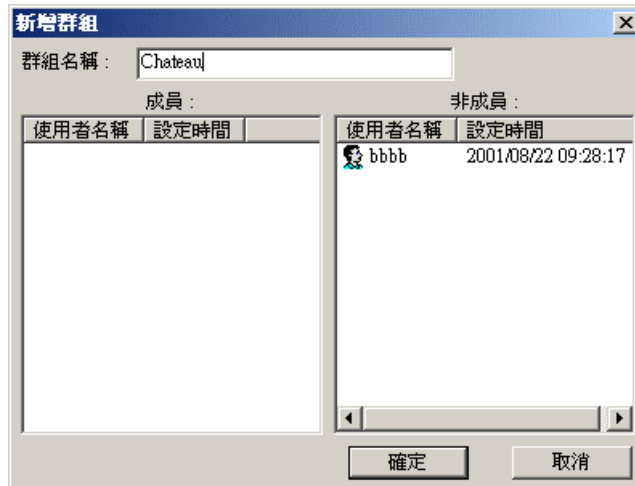 新增群組
群組名稱： Chateau
成員：
非成員：
使用者名稱 設定時間
使用者名稱 設定時間
bbbb 2001/08/22 09:28:17
確定 取消